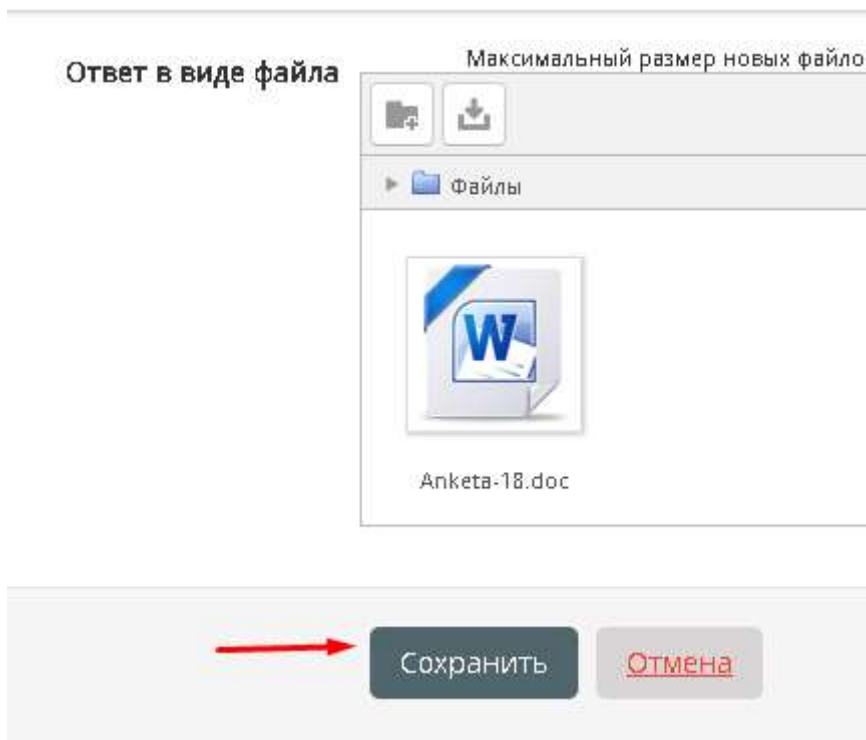 Максимальный размер новых файло
Ответ в виде файла
Файлы
W
Anketa-18.doc
Сохранить
Отмена